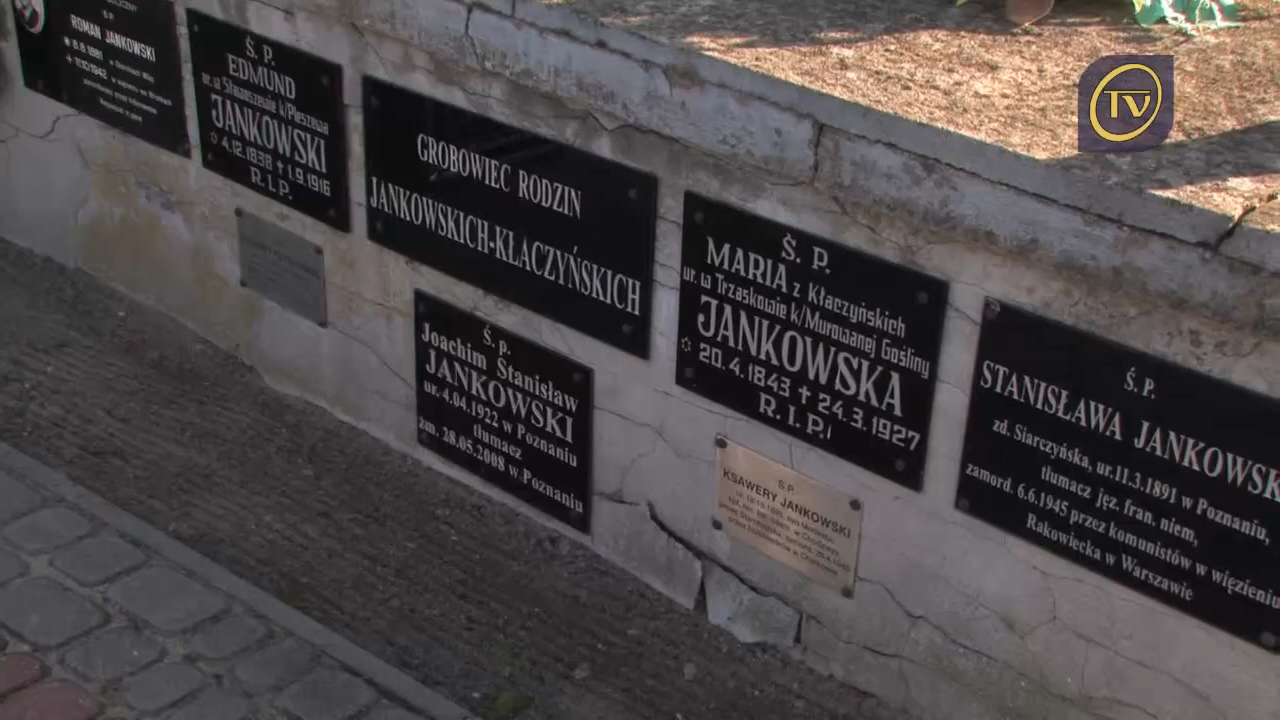 Ś.P.
ROMAN JANKOWSKI
Ś. P.
EDMUND
ur. w Strzuszewie k/Pleszewa
JANKOWSKI
4.12.1838 † 1.9.1916
R.I.P.
GROBOWIEC RODZIN
JANKOWSKICH-KŁACZYŃSKICH
Ś. p.
Joachim Stanisław
JANKOWSKI
ur. 4.04.1922 w Poznaniu
tłumacz
zm. 28.05.2008 w Poznaniu
Ś. P.
MARIA z Kłaczyńskich
ur. w Trzaskowie k/Murowanej Gośliny
JANKOWSKA
20.4.1843 † 24.3.1927
R.I.P.
Ś.P.
KSAWERY JANKOWSKI
Ś. P.
STANISŁAWA JANKOWSK
zd. Siarczyńska, ur.11.3.1891 w Poznaniu,
tłumacz jęz. fran. niem,
zamord. 6.6.1945 przez komunistów w więzieniu
Rakowiecka w Warszawie
TV